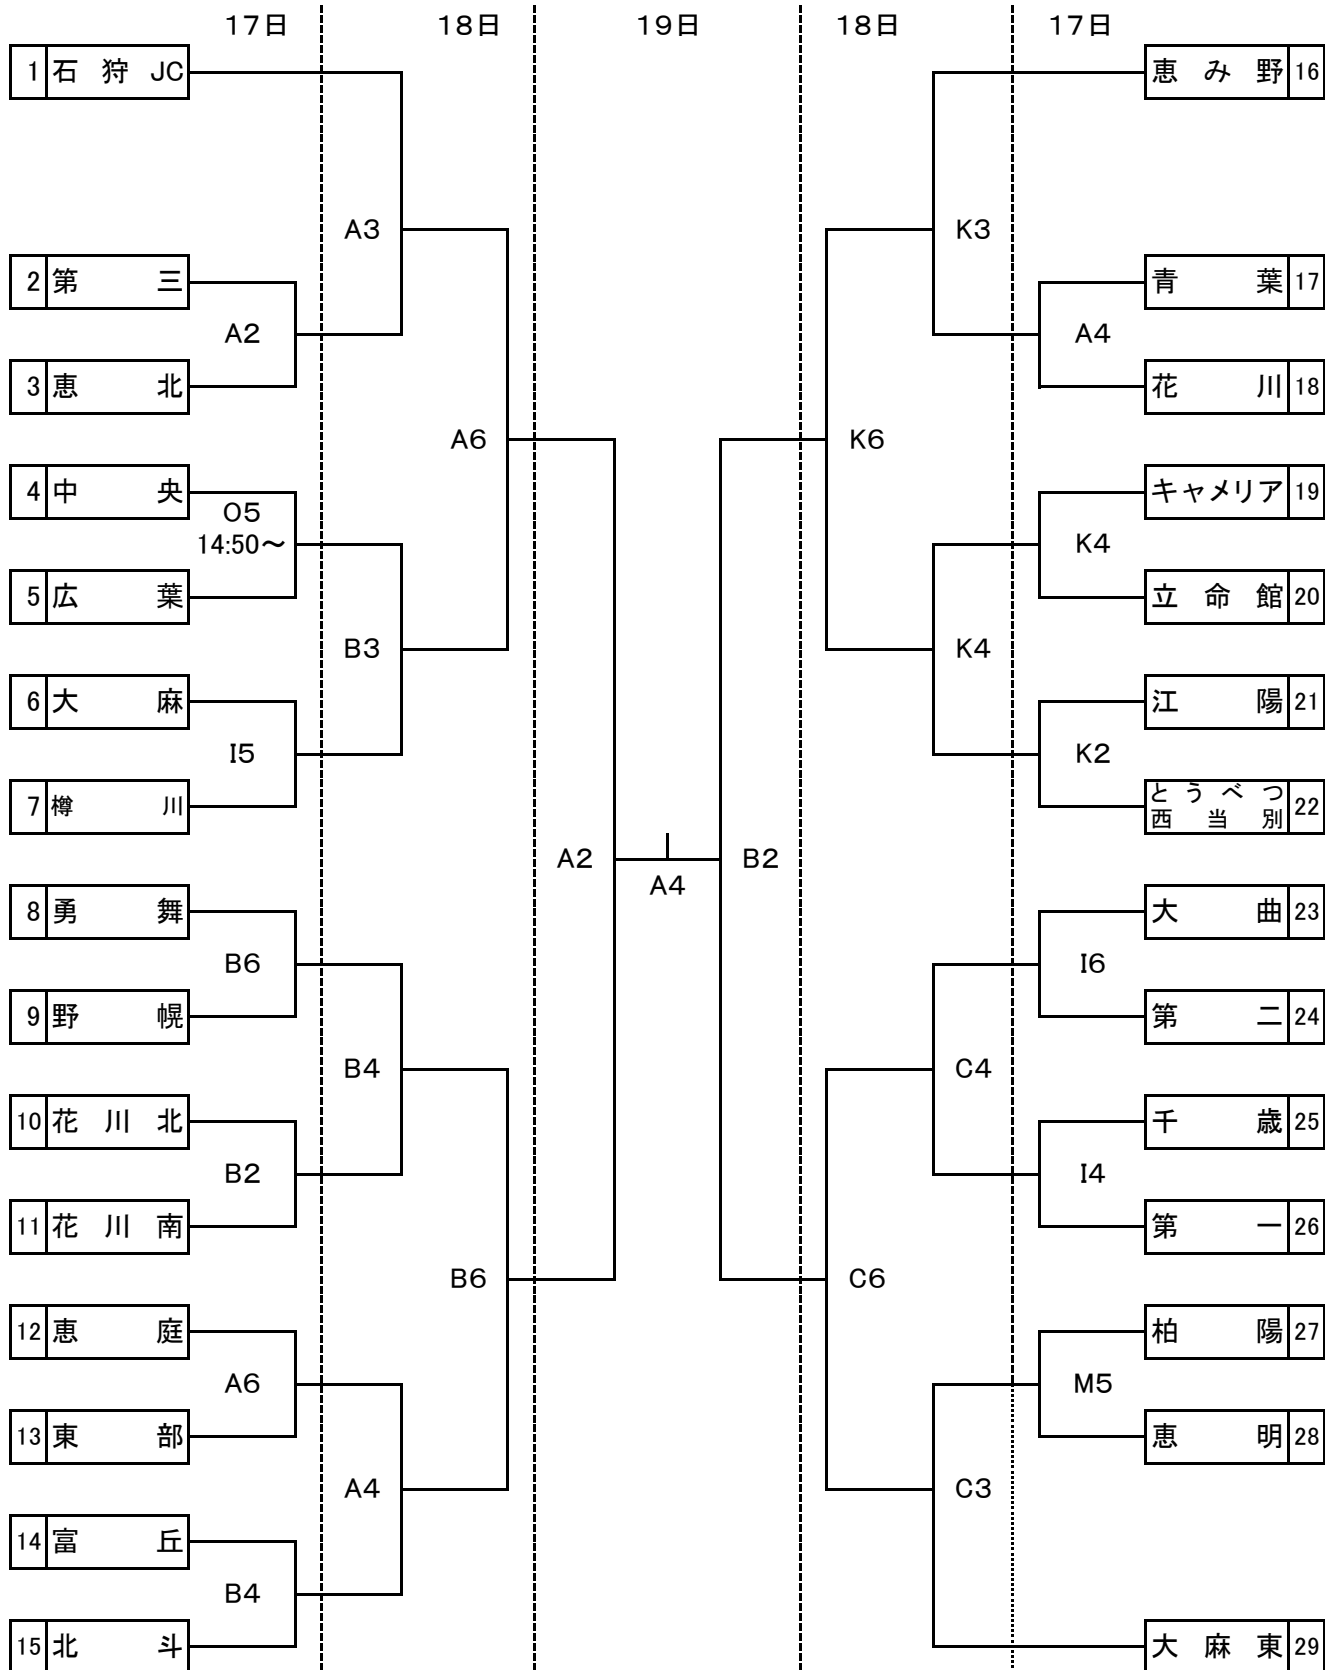 17日 18日 19日 18日 17日
1 石狩JC
恵み野 16
A3
K3
2 第三
青葉 17
A2
A4
3 恵北
花川 18
A6
K6
4 中央
キャメリア 19
O5
14:50～
K4
5 広葉
立命館 20
B3
K4
6 大麻
江陽 21
I5
K2
7 樽川
とうべつ
西当別 22
A2
B2
A4
8 勇舞
大曲 23
B6
I6
9 野幌
第二 24
B4
C4
10 花川北
千歳 25
B2
I4
11 花川南
第一 26
B6
C6
12 恵庭
柏陽 27
A6
M5
13 東部
恵明 28
A4
C3
14 富丘
B4
15 北斗
大麻東 29